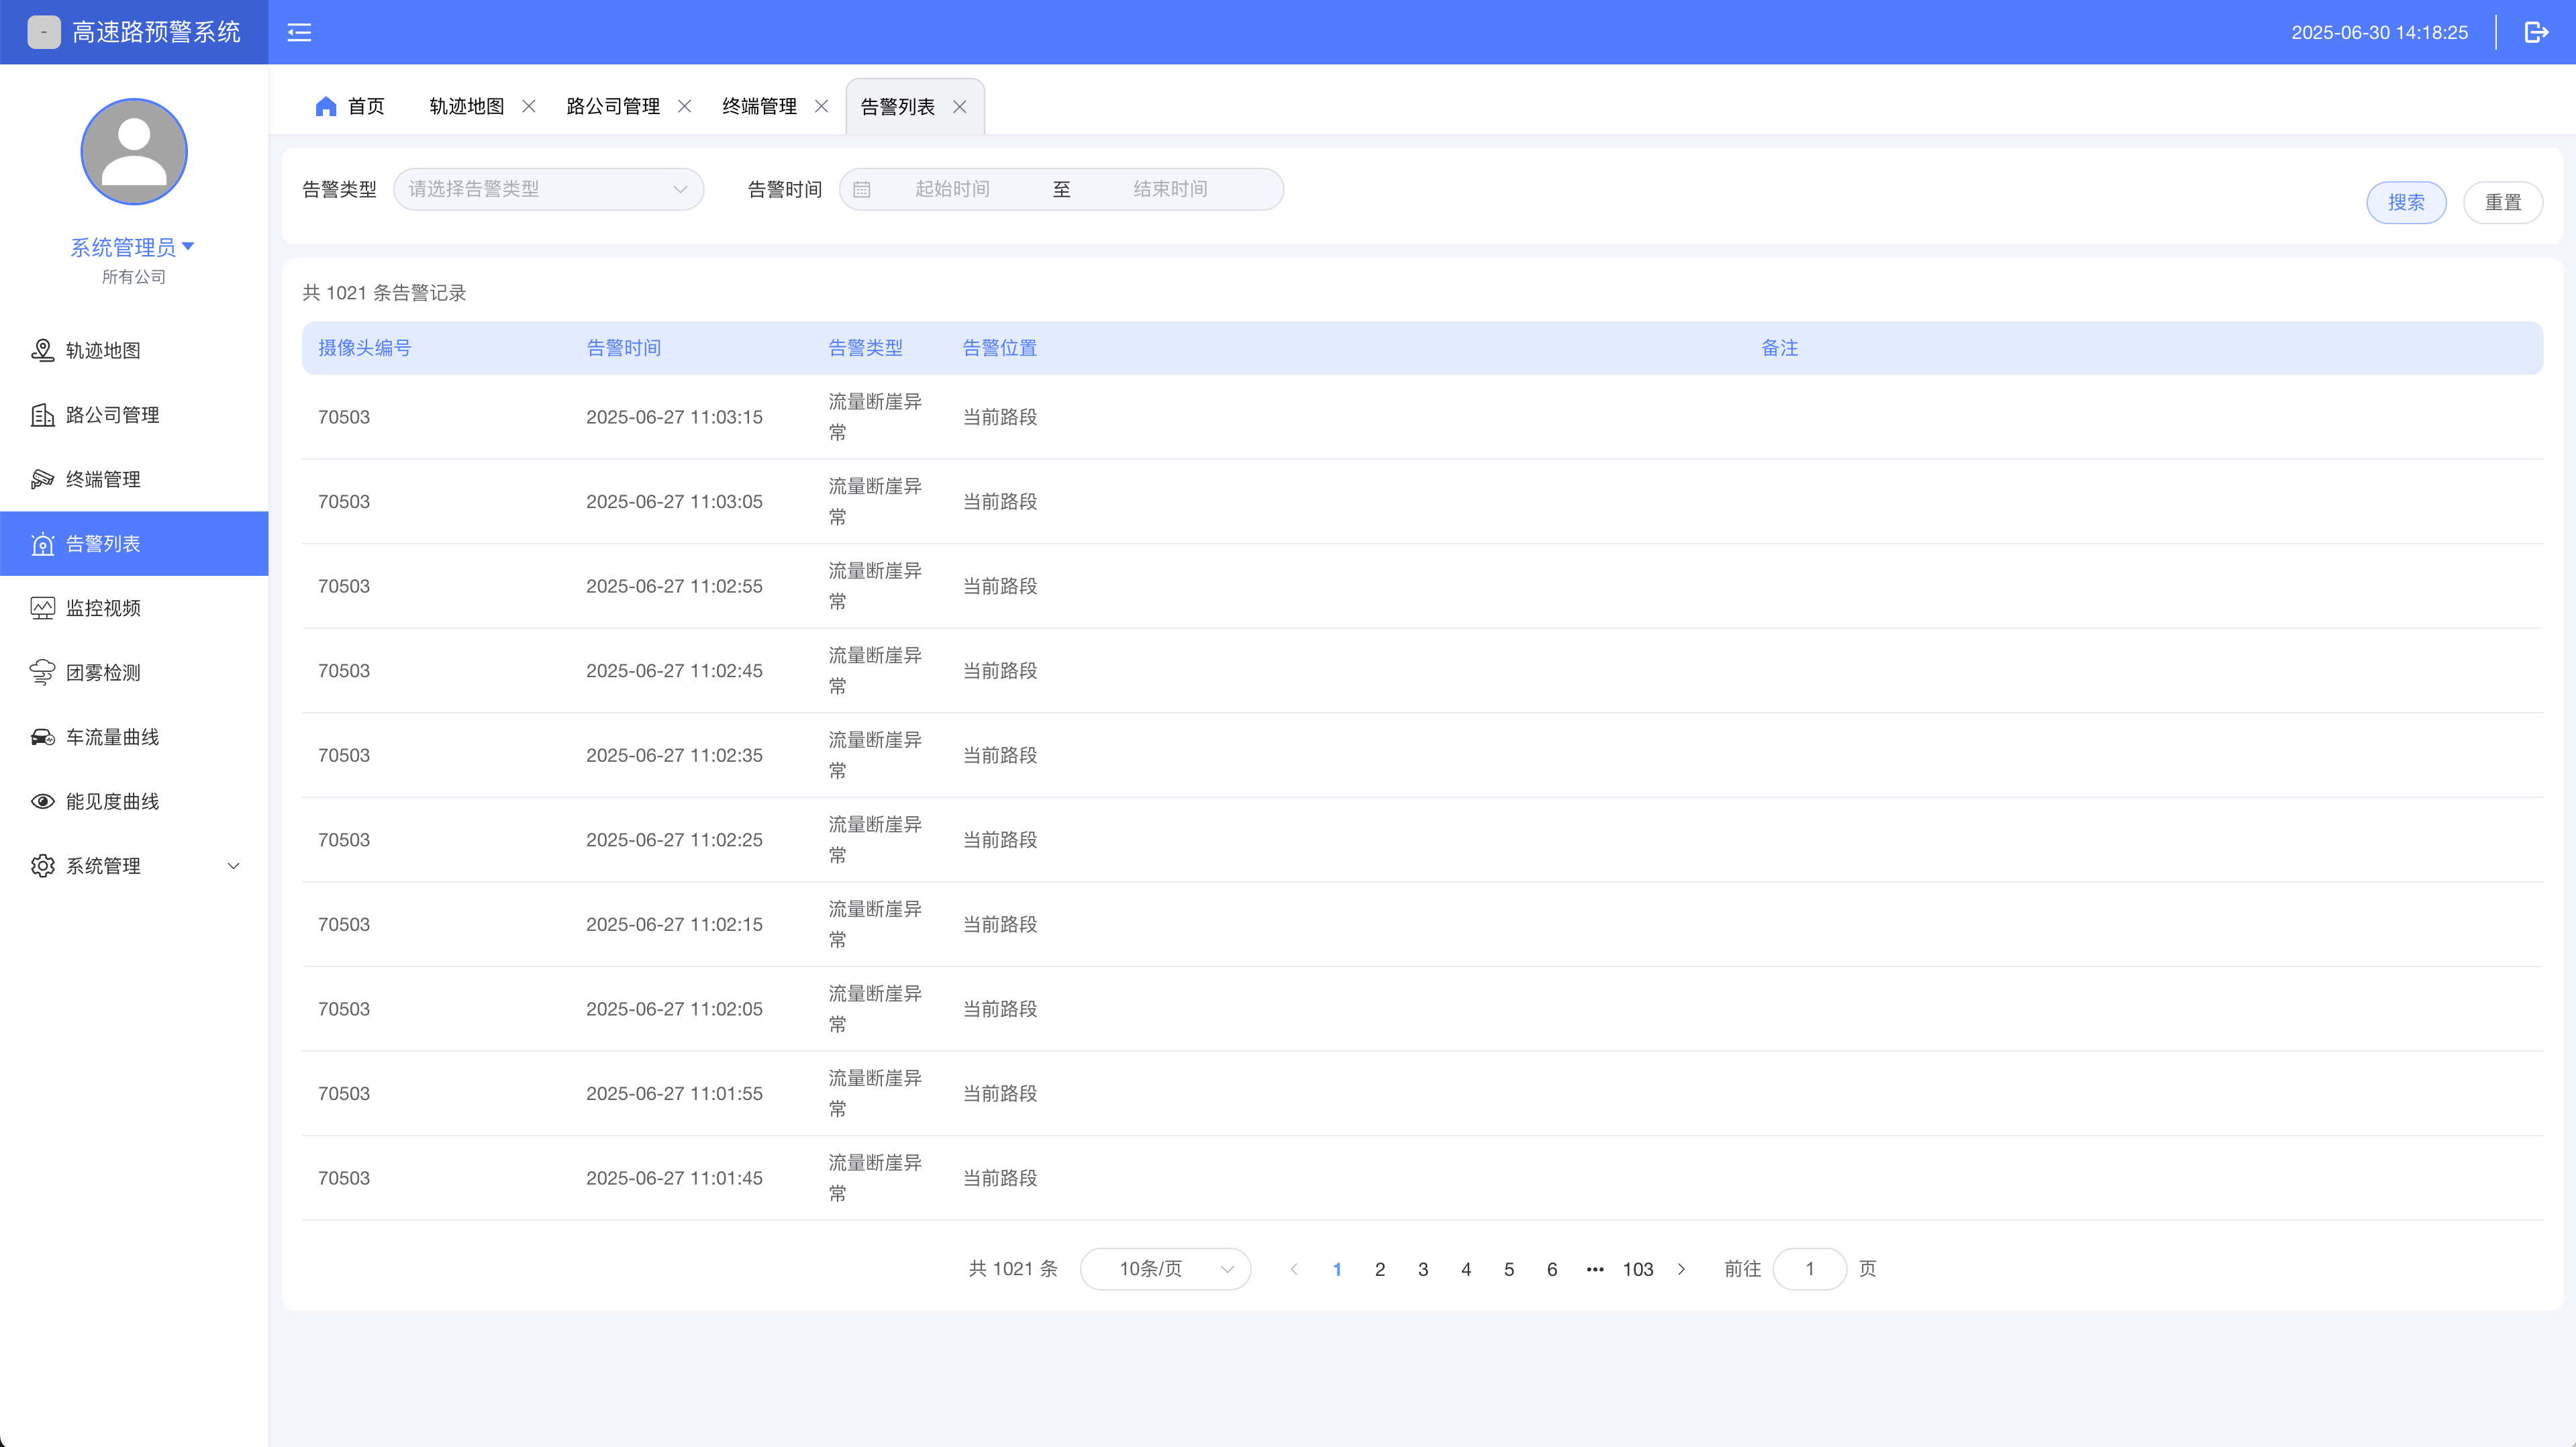 - 高速路预警系统
2025-06-30 14:18:25
系统管理员
所有公司
轨迹地图
路公司管理
终端管理
告警列表
监控视频
团雾检测
车流量曲线
能见度曲线
系统管理
首页 轨迹地图 路公司管理 终端管理 告警列表
告警类型 请选择告警类型 告警时间 起始时间 至 结束时间
搜索 重置
共 1021 条告警记录
摄像头编号 告警时间 告警类型 告警位置 备注
70503 2025-06-27 11:03:15 流量断崖异常 当前路段
70503 2025-06-27 11:03:05 流量断崖异常 当前路段
70503 2025-06-27 11:02:55 流量断崖异常 当前路段
70503 2025-06-27 11:02:45 流量断崖异常 当前路段
70503 2025-06-27 11:02:35 流量断崖异常 当前路段
70503 2025-06-27 11:02:25 流量断崖异常 当前路段
70503 2025-06-27 11:02:15 流量断崖异常 当前路段
70503 2025-06-27 11:02:05 流量断崖异常 当前路段
70503 2025-06-27 11:01:55 流量断崖异常 当前路段
70503 2025-06-27 11:01:45 流量断崖异常 当前路段
共 1021 条 10条/页 1 2 3 4 5 6 ••• 103 前往 1 页